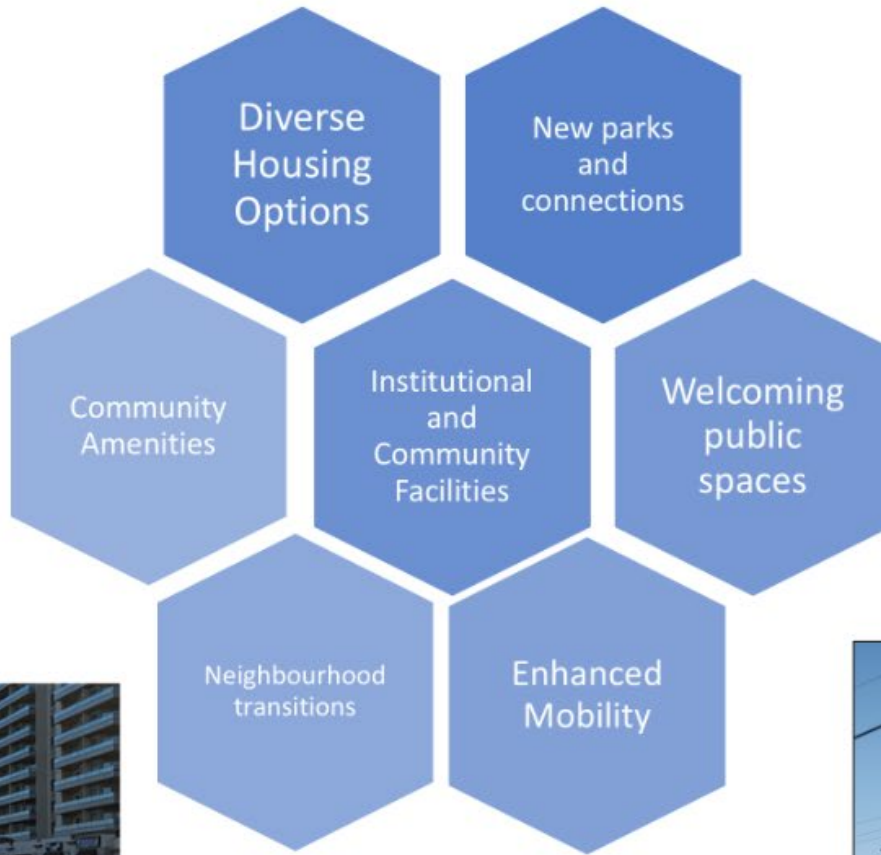 Diverse
Housing
Options
New parks
and
connections
Community
Amenities
Institutional
and
Community
Facilities
Welcoming
public
spaces
Neighbourhood
transitions
Enhanced
Mobility